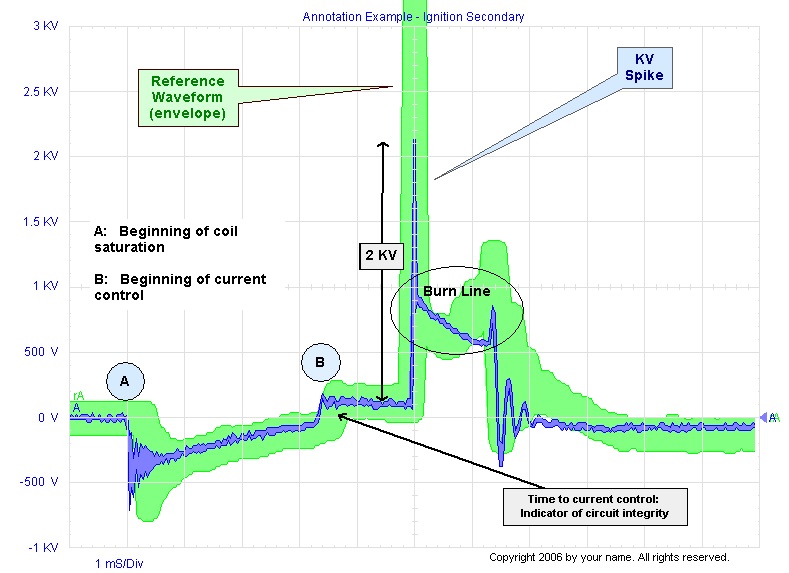 Annotation Example - Ignition Secondary
3 KV
2.5 KV
2 KV
1.5 KV
1 KV
500 V
0 V
-500 V
-1 KV
Reference
Waveform
(envelope)
KV
Spike
A: Beginning of coil
saturation
B: Beginning of current
control
2 KV
Burn Line
A
B
rA
A
A
Time to current control:
Indicator of circuit integrity
1 mS/Div
Copyright 2006 by your name. All rights reserved.